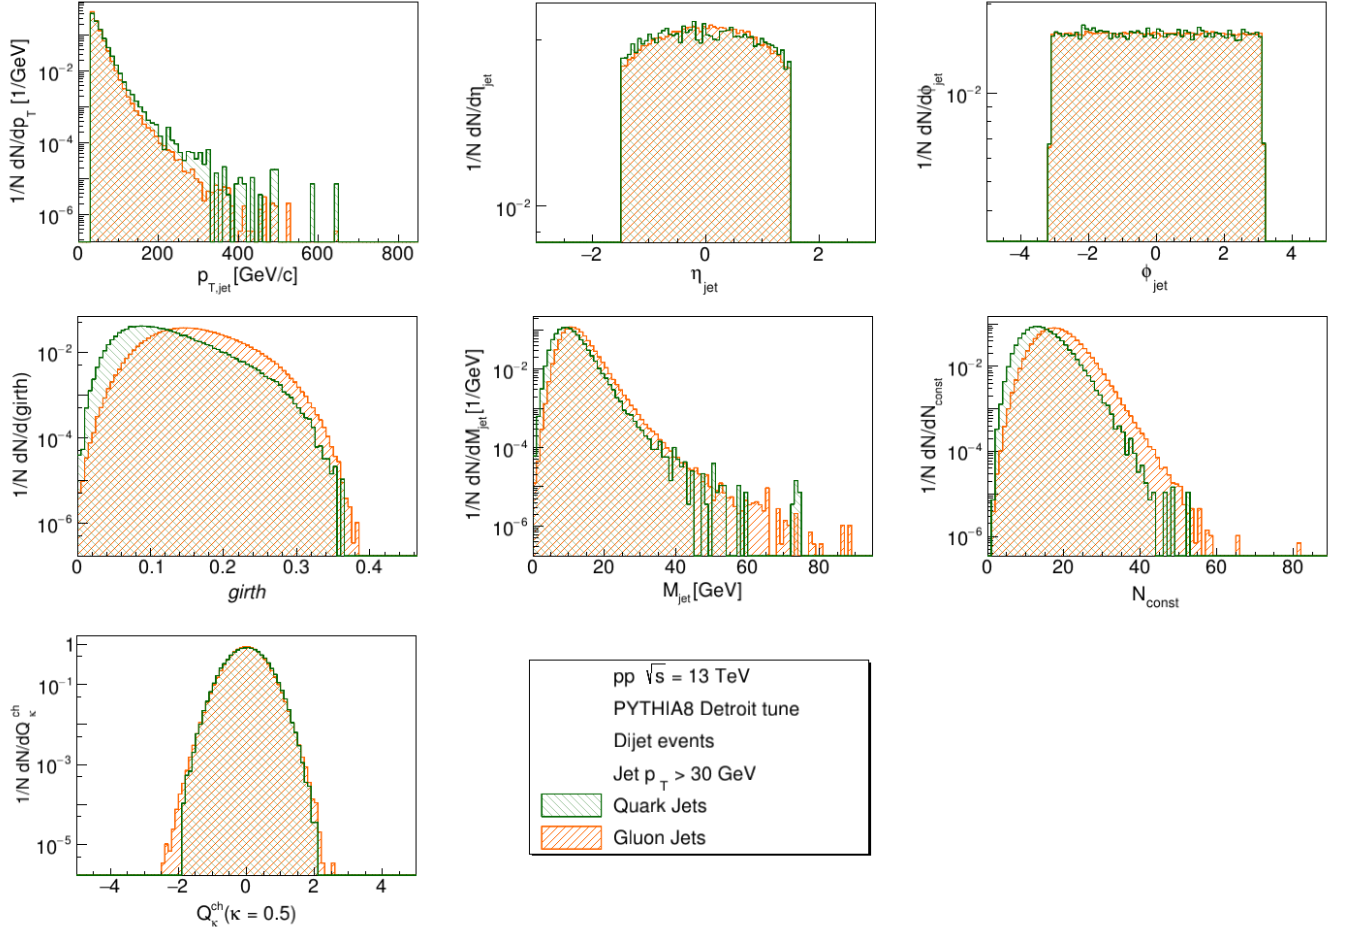 1/N dN/dp_T [1/GeV]
10⁻²
10⁻⁴
10⁻⁶
0 200 400 600 800
p_T,jet [GeV/c]
1/N dN/dη_jet
10⁻²
−2 0 2
η_jet
1/N dN/dϕ_jet
10⁻²
−4 −2 0 2 4
ϕ_jet
1/N dN/d(girth)
10⁻²
10⁻⁴
10⁻⁶
0 0.1 0.2 0.3 0.4
girth
1/N dN/dM_jet [1/GeV]
10⁻²
10⁻⁴
10⁻⁶
0 20 40 60 80
M_jet [GeV]
1/N dN/dN_const
10⁻²
10⁻⁴
10⁻⁶
0 20 40 60 80
N_const
1/N dN/dQ_κ^ch
1
10⁻¹
10⁻³
10⁻⁵
−4 −2 0 2 4
Q_κ^ch (κ = 0.5)
pp √s = 13 TeV
PYTHIA8 Detroit tune
Dijet events
Jet p_T > 30 GeV
Quark Jets
Gluon Jets